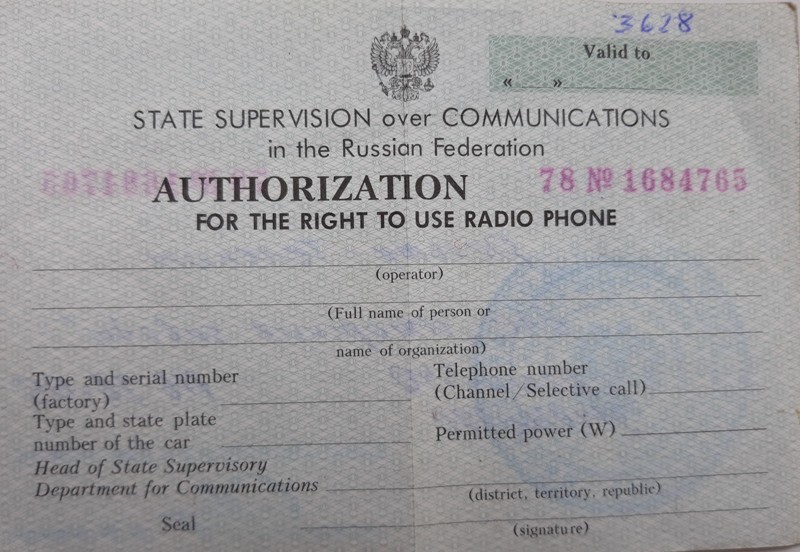 3628
Valid to
« »
STATE SUPERVISION over COMMUNICATIONS
in the Russian Federation
AUTHORIZATION 78 № 1684765
FOR THE RIGHT TO USE RADIO PHONE
(operator)
(Full name of person or
name of organization)
Type and serial number
(factory)
Telephone number
(Channel/Selective call)
Type and state plate
number of the car
Permitted power (W)
Head of State Supervisory
Department for Communications
(district, territory, republic)
Seal
(signature)